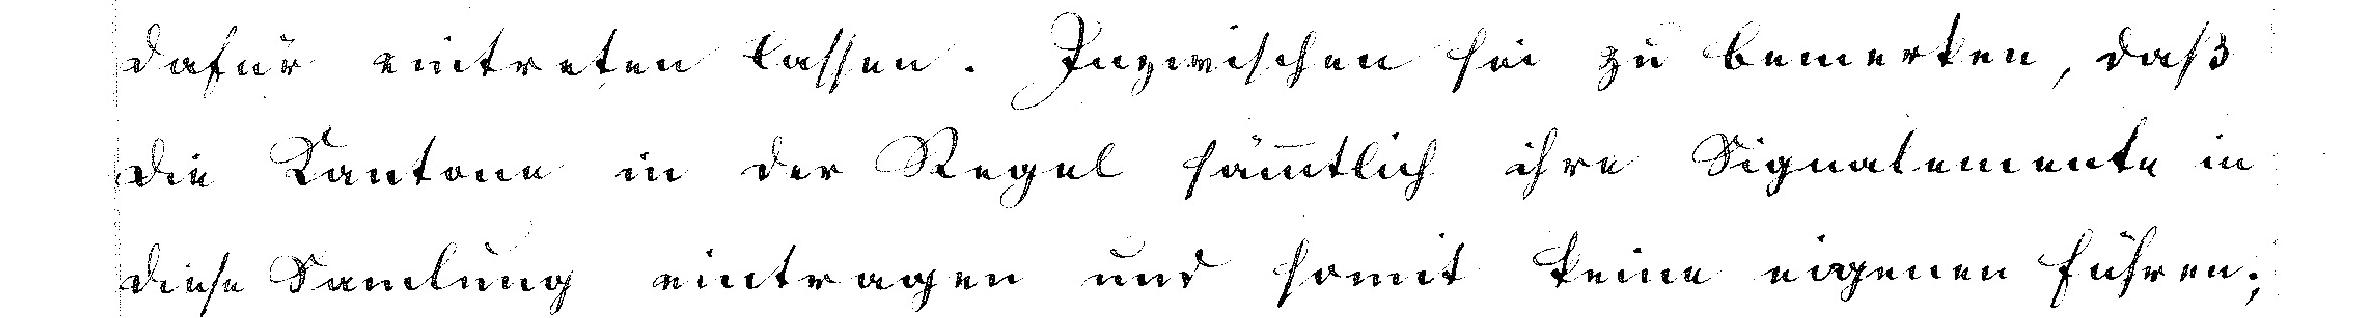 dafür eintreten lassen. Inzwischen sei zu bemerken, daß
die Kantone in der Regel sämtlich ihre Signalemente in
diese Samlung eintragen und somit keine eigenen führen;